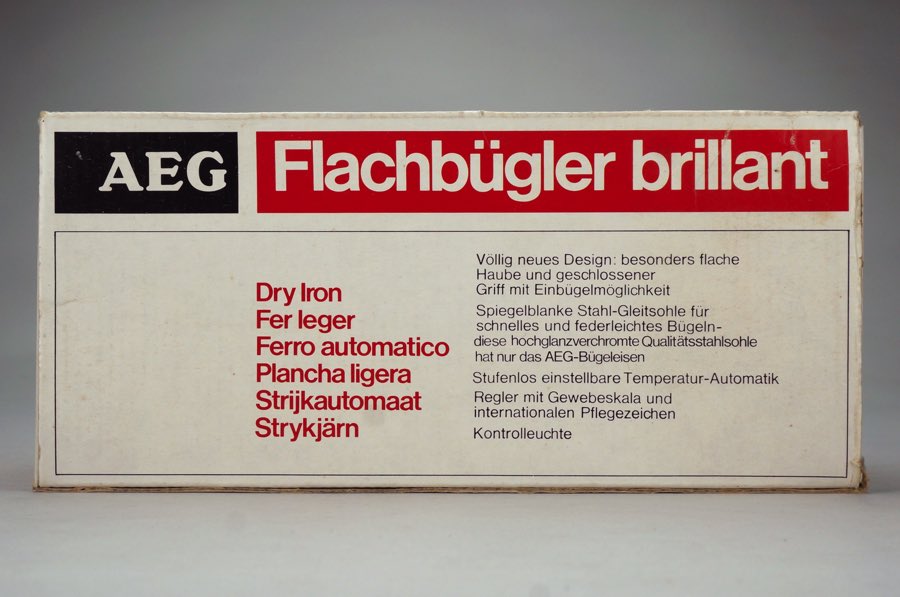 AEG
Flachbügler brillant
Dry Iron
Fer leger
Ferro automatico
Plancha ligera
Strijkautomaat
Strykjärn
Völlig neues Design: besonders flache
Haube und geschlossener
Griff mit Einbügelmöglichkeit
Spiegelblanke Stahl-Gleitsohle für
schnelles und federleichtes Bügeln-
diese hochglanzverchromte Qualitätsstahlsohle
hat nur das AEG-Bügeleisen
Stufenlos einstellbare Temperatur-Automatik
Regler mit Gewebeskala und
internationalen Pflegezeichen
Kontrolleuchte